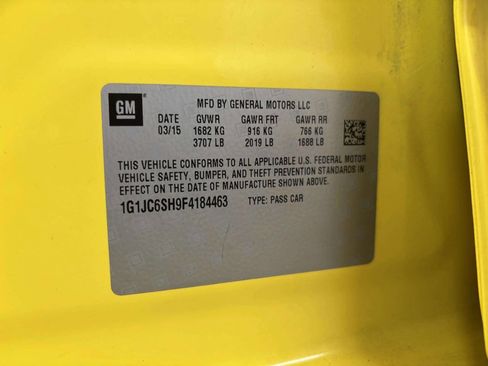 GM
MFD BY GENERAL MOTORS LLC
DATE GVWR GAWR FRT GAWR RR
03/15 1682 KG 916 KG 766 KG
3707 LB 2019 LB 1688 LB
THIS VEHICLE CONFORMS TO ALL APPLICABLE U.S. FEDERAL MOTOR
VEHICLE SAFETY, BUMPER, AND THEFT PREVENTION STANDARDS IN
EFFECT ON THE DATE OF MANUFACTURE SHOWN ABOVE.
1G1JC6SH9F4184463 TYPE: PASS CAR